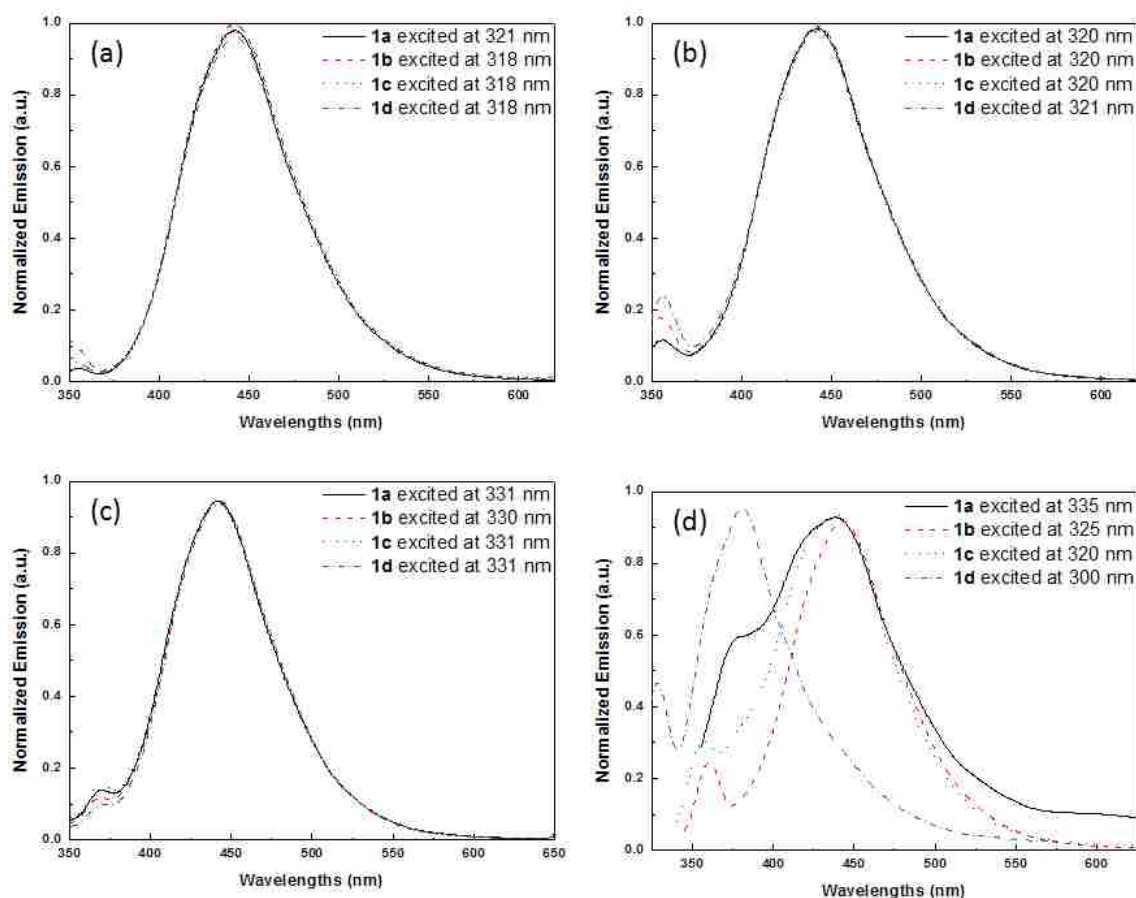 (a)
1a excited at 321 nm
1b excited at 318 nm
1c excited at 318 nm
1d excited at 318 nm
Normalized Emission (a.u.)
1.0
0.8
0.6
0.4
0.2
0.0
350 400 450 500 550 600
Wavelengths (nm)
(b)
1a excited at 320 nm
1b excited at 320 nm
1c excited at 320 nm
1d excited at 321 nm
Normalized Emission (a.u.)
1.0
0.8
0.6
0.4
0.2
0.0
350 400 450 500 550 600
Wavelengths (nm)
(c)
1a excited at 331 nm
1b excited at 330 nm
1c excited at 331 nm
1d excited at 331 nm
Normalized Emission (a.u.)
1.0
0.8
0.6
0.4
0.2
0.0
350 400 450 500 550 600 650
Wavelengths (nm)
(d)
1a excited at 335 nm
1b excited at 325 nm
1c excited at 320 nm
1d excited at 300 nm
Normalized Emission (a.u.)
1.0
0.8
0.6
0.4
0.2
0.0
350 400 450 500 550 600
Wavelengths (nm)